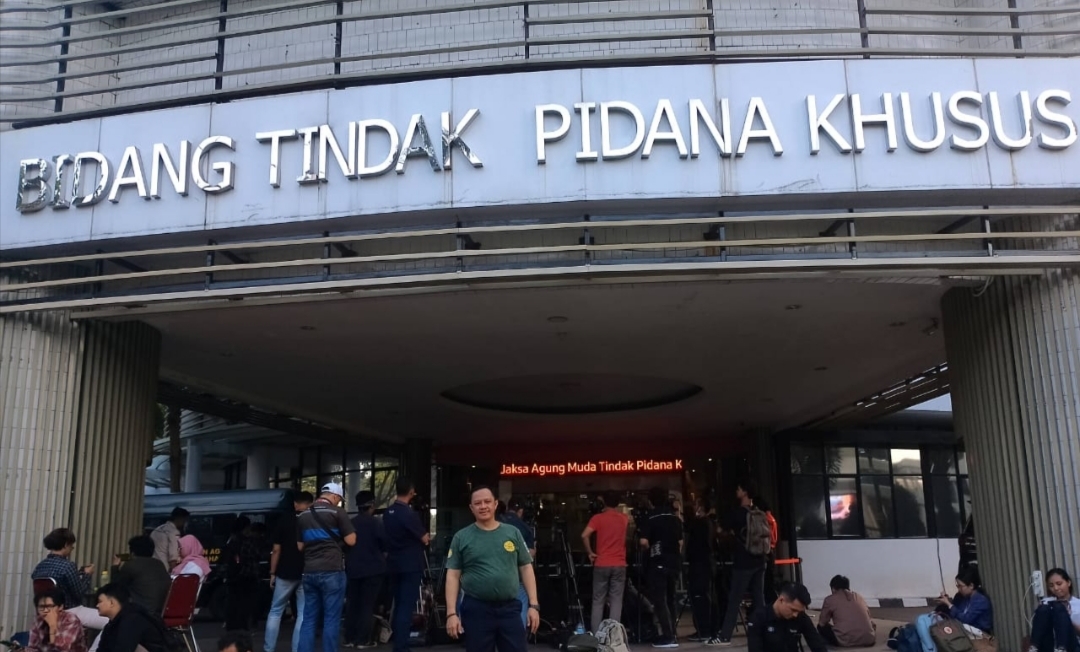 BIDANG TINDAK PIDANA KHUSUS
Jaksa Agung Muda Tindak Pidana K